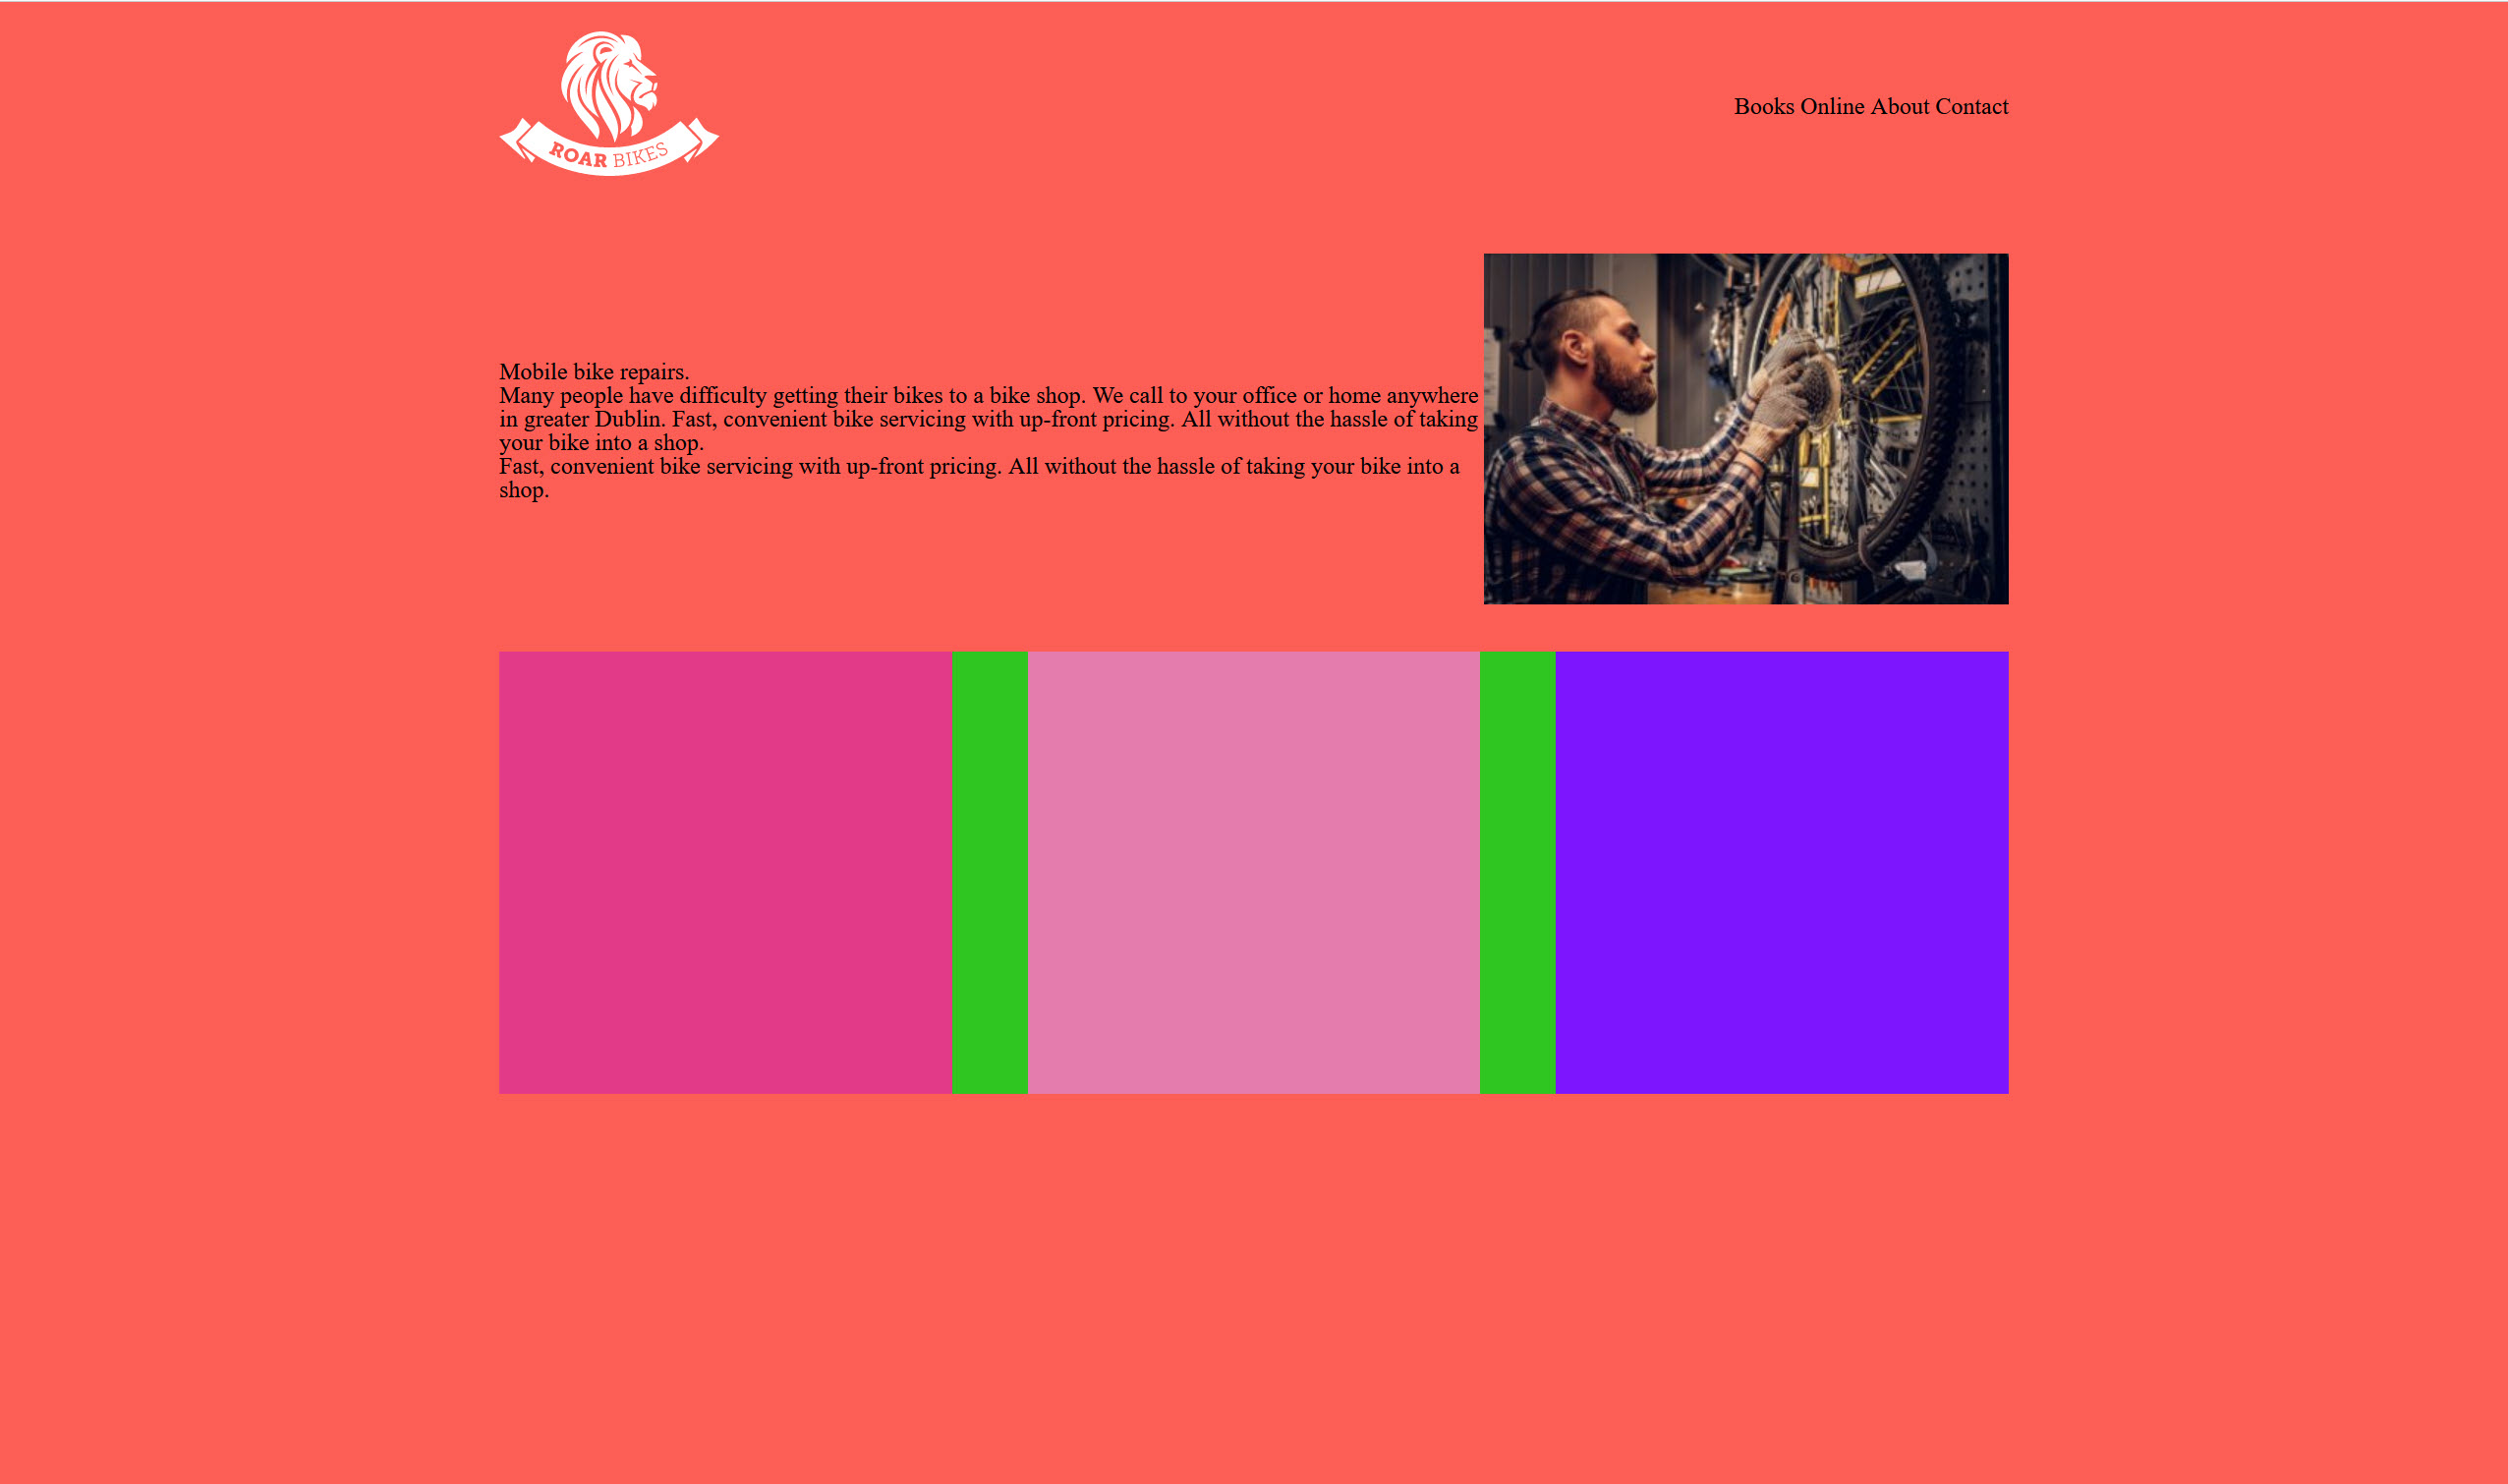 ROAR BIKES
Books Online About Contact
Mobile bike repairs.
Many people have difficulty getting their bikes to a bike shop. We call to your office or home anywhere
in greater Dublin. Fast, convenient bike servicing with up-front pricing. All without the hassle of taking
your bike into a shop.
Fast, convenient bike servicing with up-front pricing. All without the hassle of taking your bike into a
shop.